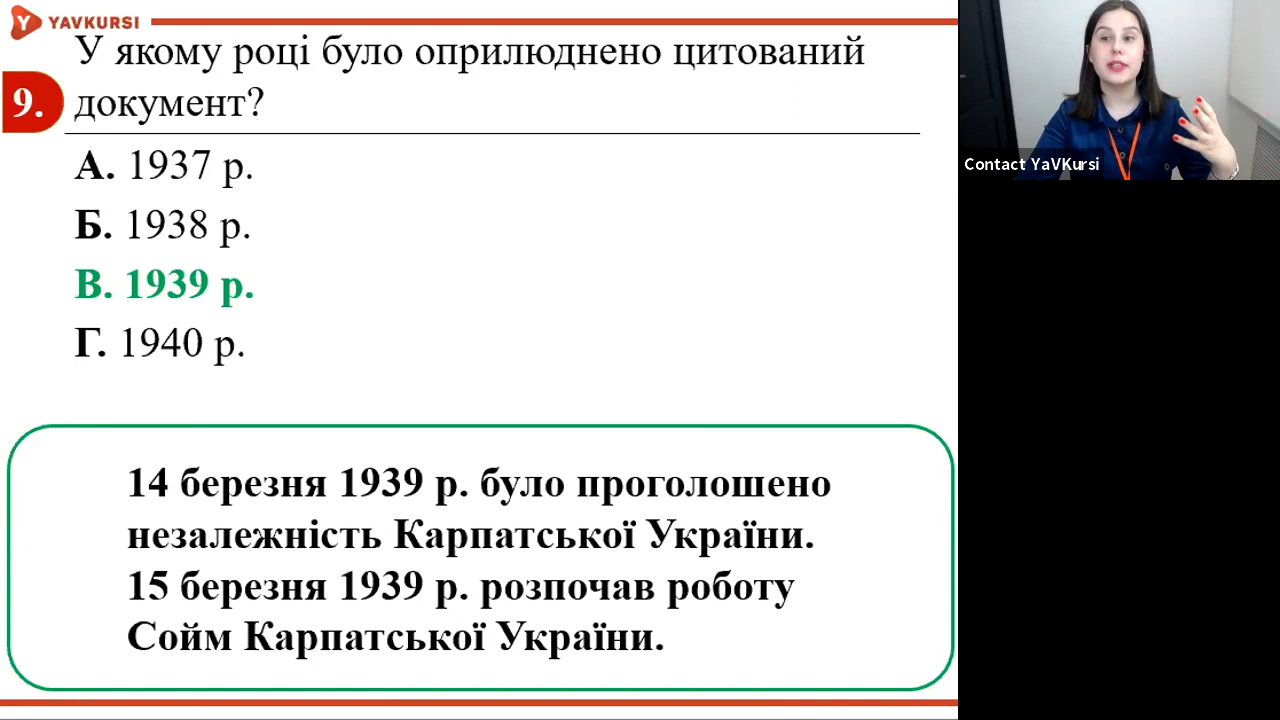 YAVKURSI
У якому році було оприлюднено цитований
9. документ?
А. 1937 р.
Б. 1938 р.
В. 1939 р.
Г. 1940 р.
14 березня 1939 р. було проголошено
незалежність Карпатської України.
15 березня 1939 р. розпочав роботу
Сойм Карпатської України.
Contact YaVKursi